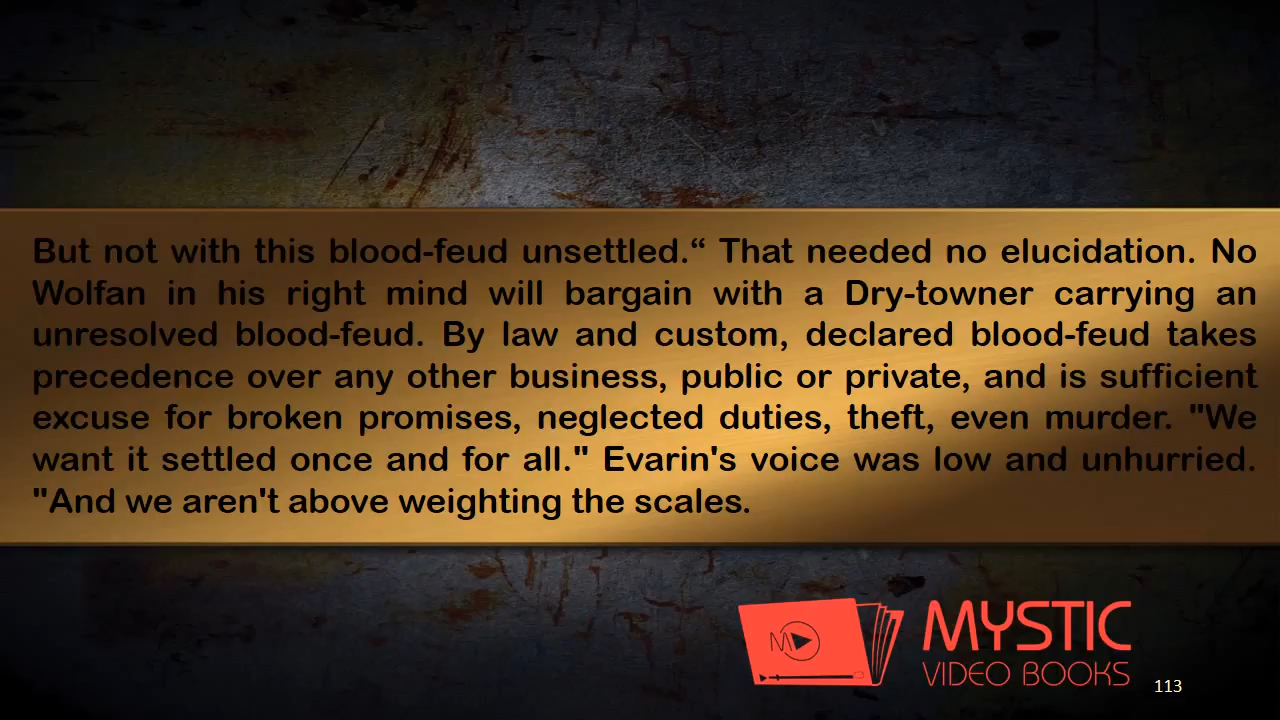 But not with this blood-feud unsettled.“ That needed no elucidation. No
Wolfan in his right mind will bargain with a Dry-towner carrying an
unresolved blood-feud. By law and custom, declared blood-feud takes
precedence over any other business, public or private, and is sufficient
excuse for broken promises, neglected duties, theft, even murder. "We
want it settled once and for all." Evarin's voice was low and unhurried.
"And we aren't above weighting the scales.
MYSTIC
VIDEO BOOKS
113